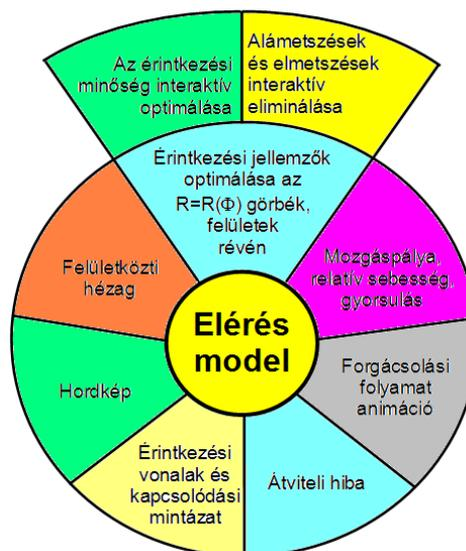 Az érintkezési
minőség interaktív
optimálása
Alámetszések
és elmetszések
interaktív
eliminálása
Érintkezési jellemzők
optimálása az
R=R(Φ) görbék,
felületek
révén
Felületközti
hézag
Mozgáspálya,
relatív sebesség,
gyorsulás
Elérés
model
Hordkép
Forgácsolási
folyamat
animáció
Érintkezési
vonalak és
kapcsolódási
mintázat
Átviteli hiba